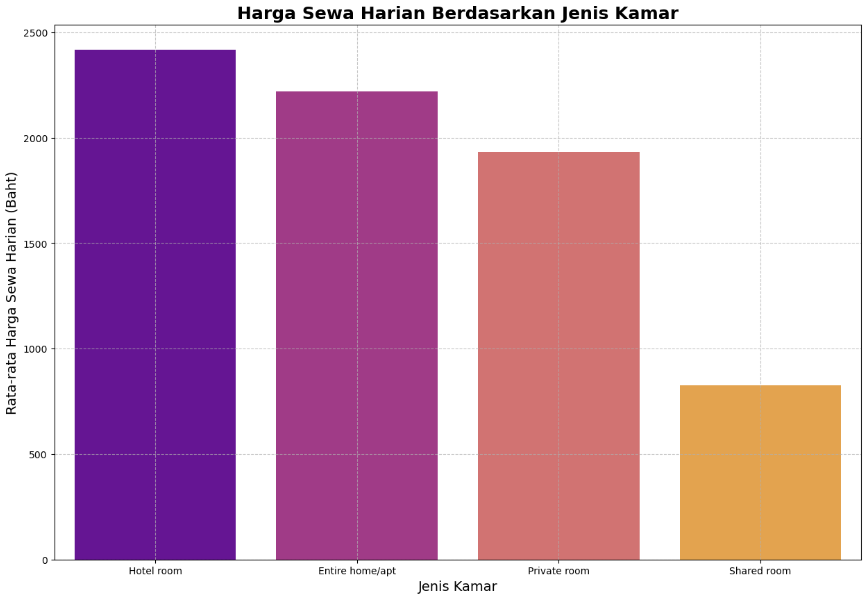 Harga Sewa Harian Berdasarkan Jenis Kamar
Rata-rata Harga Sewa Harian (Baht)
2500
2000
1500
1000
500
0
Hotel room
Entire home/apt
Private room
Shared room
Jenis Kamar